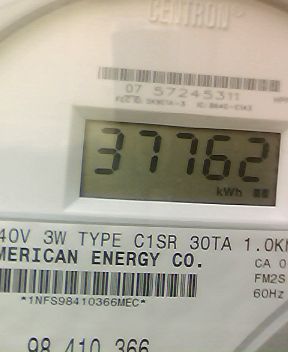 CENTRON®
07 57245311
37762
kWh
40V 3W TYPE C1SR 30TA 1.0K
MERICAN ENERGY CO.
CA 0
FM2S
60Hz
*1NFS98410366MEC*
98 410 366